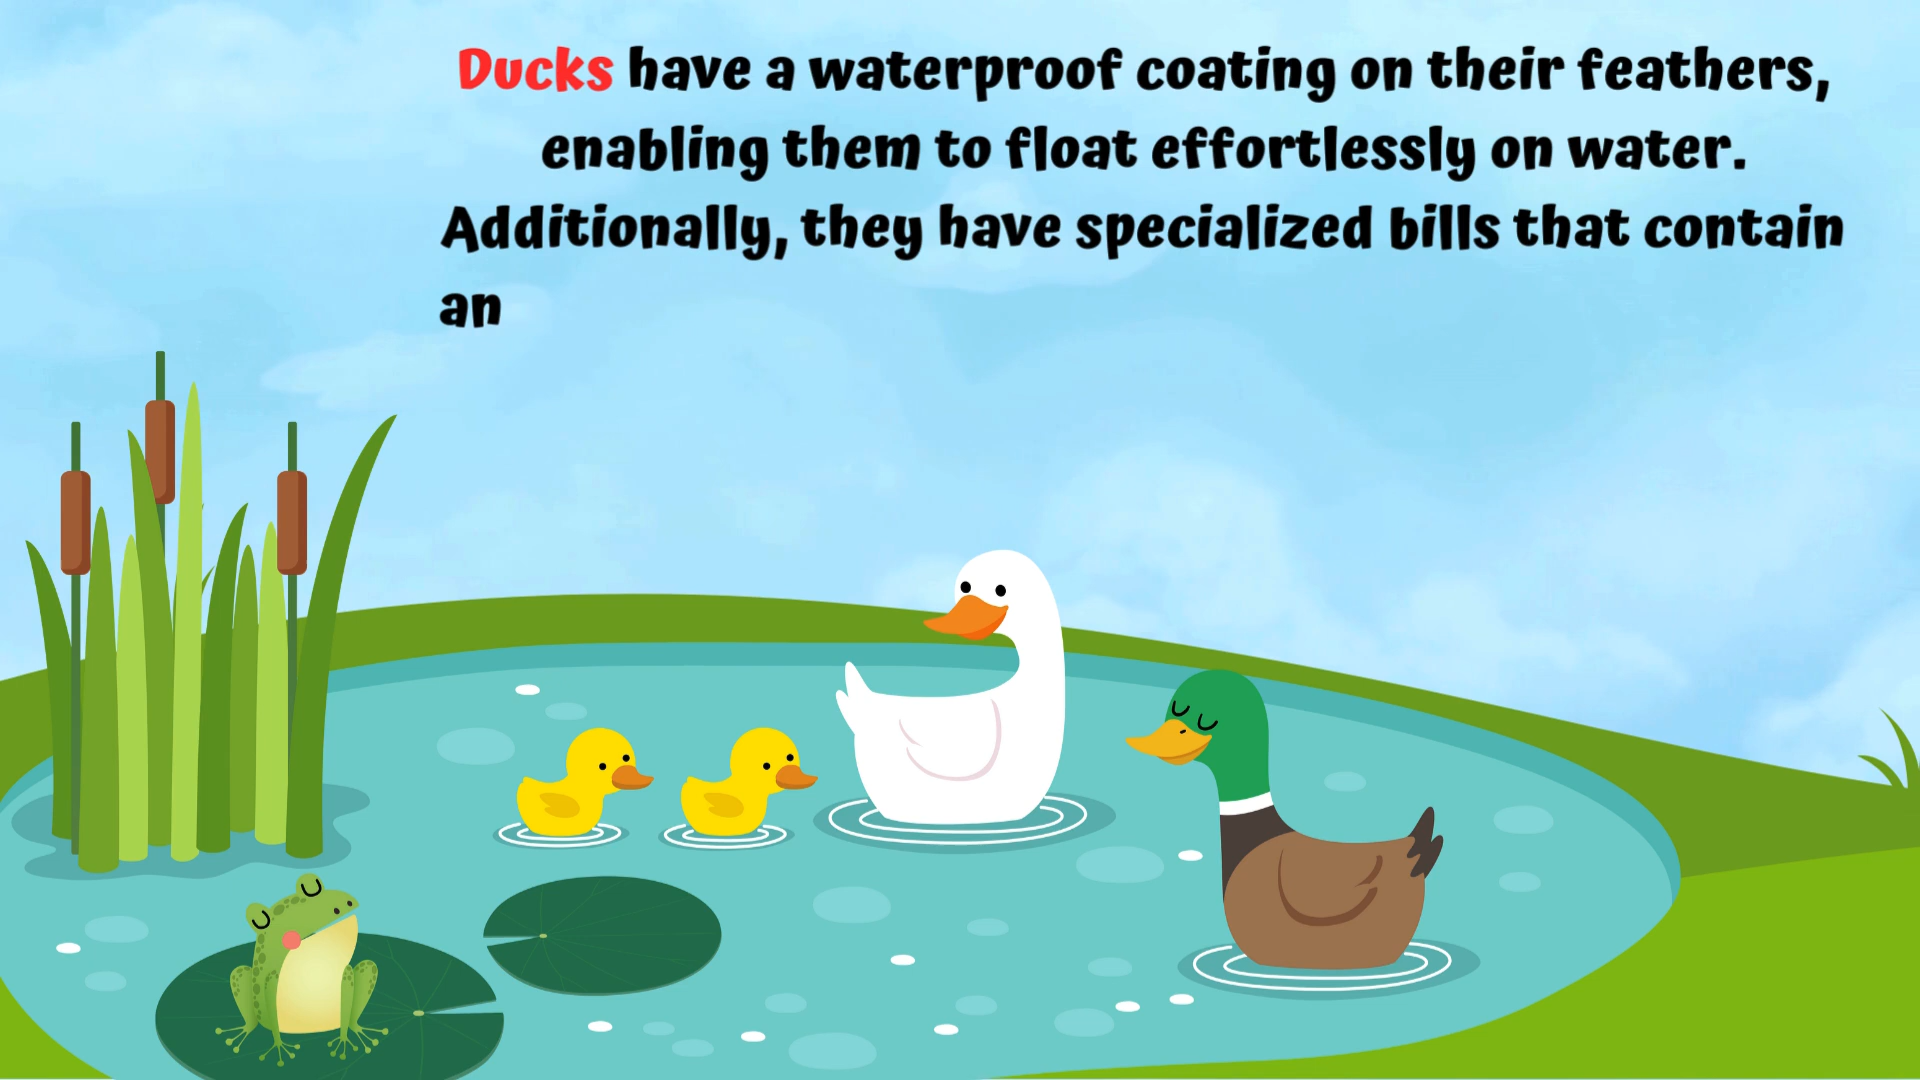 Ducks have a waterproof coating on their feathers,
enabling them to float effortlessly on water.
Additionally, they have specialized bills that contain
an